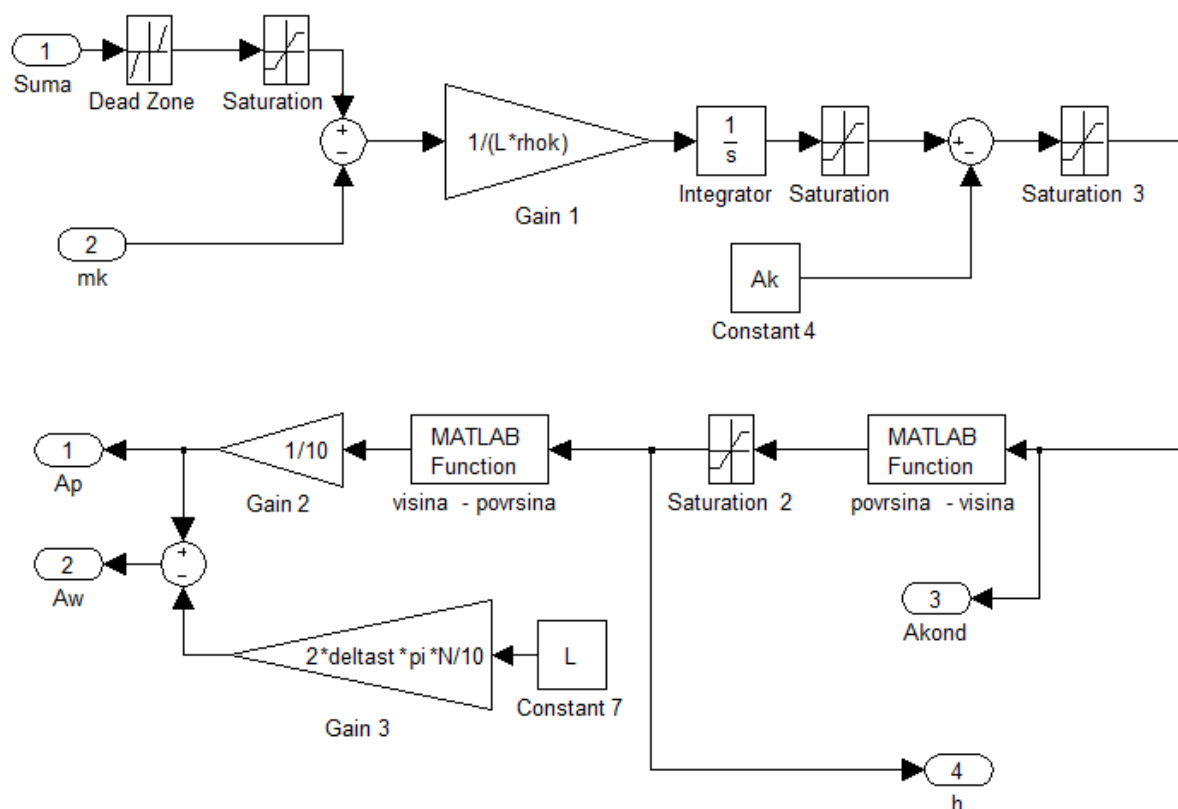 1
Suma
Dead Zone
Saturation
+
−
1/(L*rhok)
Gain 1
1
s
Integrator
Saturation
+
−
Saturation 3
2
mk
Ak
Constant 4
1
Ap
1/10
Gain 2
MATLAB
Function
visina - povrsina
Saturation 2
MATLAB
Function
povrsina - visina
+
−
2
Aw
2*deltast*pi*N/10
Gain 3
L
Constant 7
3
Akond
4
h